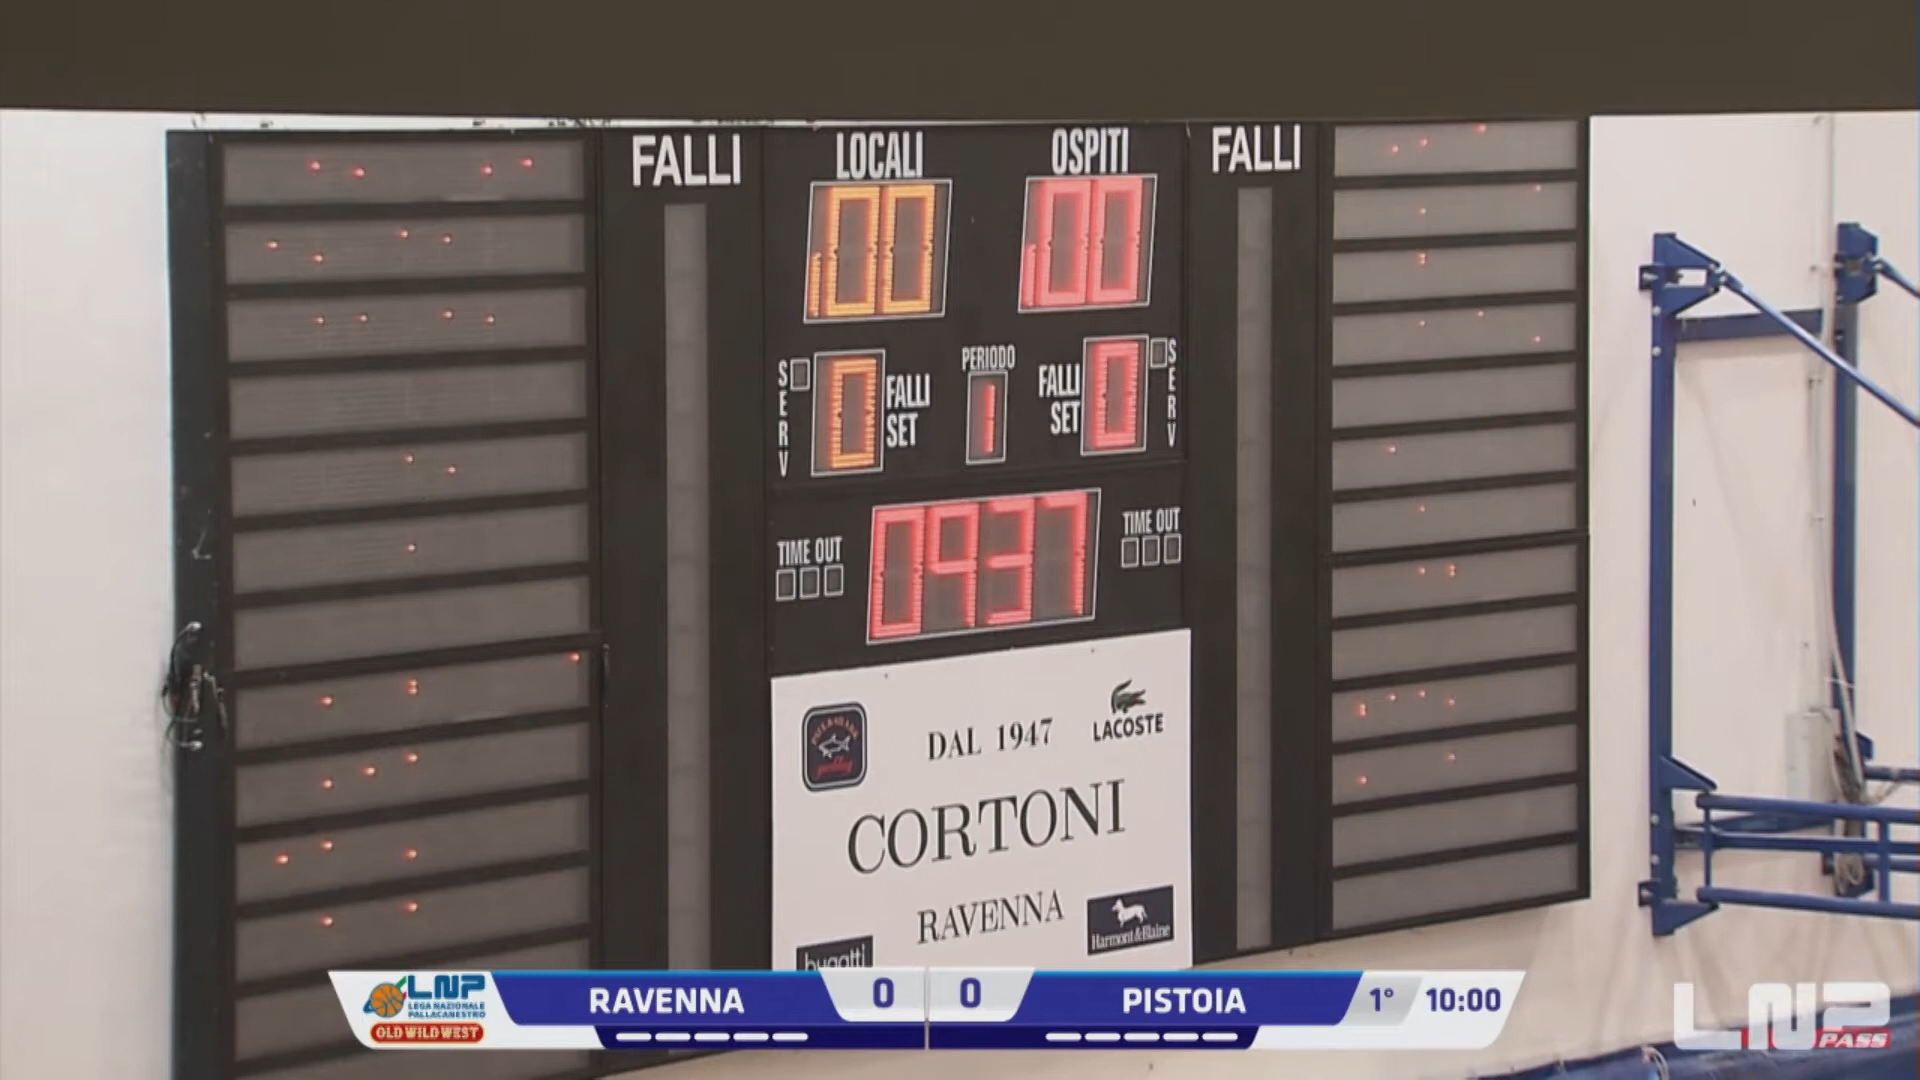 FALLI
LOCALI
OSPITI
FALLI
00
00
SERV
0
FALLI SET
PERIODO
1
FALLI SET
0
SERV
TIME OUT
0937
TIME OUT
DAL 1947
LACOSTE
CORTONI
RAVENNA
Harmont&Blaine
bugatti
LNP
LEGA NAZIONALE
PALLACANESTRO
OLD WILD WEST
RAVENNA
0
0
PISTOIA
1°
10:00
LNP
PASS